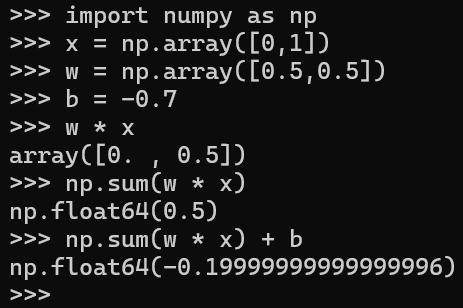 >>> import numpy as np
>>> x = np.array([0,1])
>>> w = np.array([0.5,0.5])
>>> b = -0.7
>>> w * x
array([0. , 0.5])
>>> np.sum(w * x)
np.float64(0.5)
>>> np.sum(w * x) + b
np.float64(-0.19999999999999996)
>>>